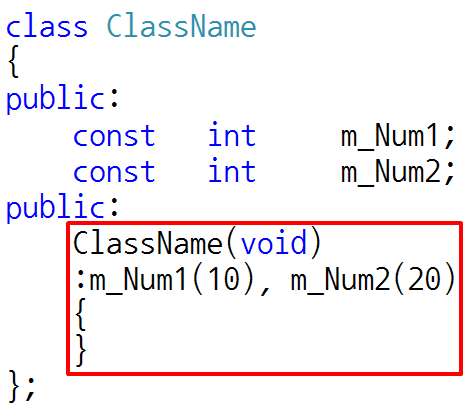 class ClassName
{
public:
    const   int     m_Num1;
    const   int     m_Num2;
public:
    ClassName(void)
    :m_Num1(10), m_Num2(20)
    {
    }
};